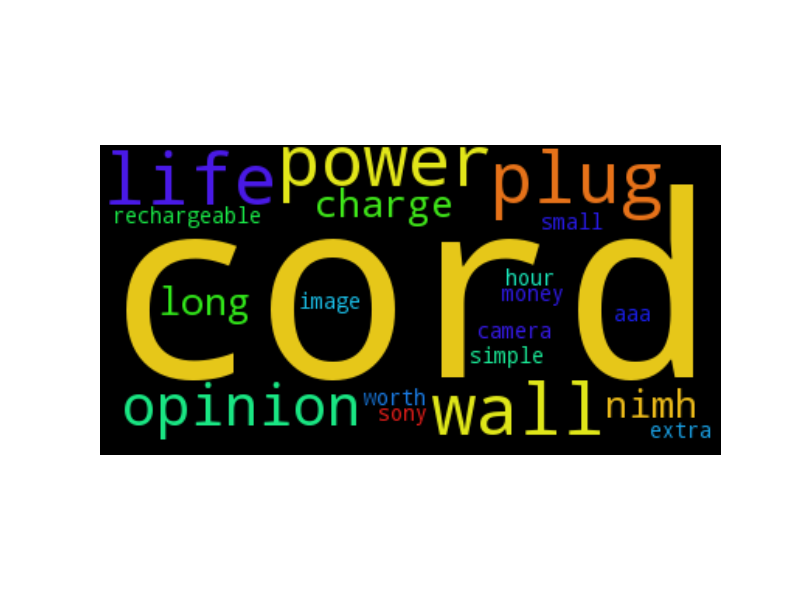 life power plug
rechargeable charge small
cord
long image hour
money
camera aaa
simple
opinion worth wall nimh
sony extra